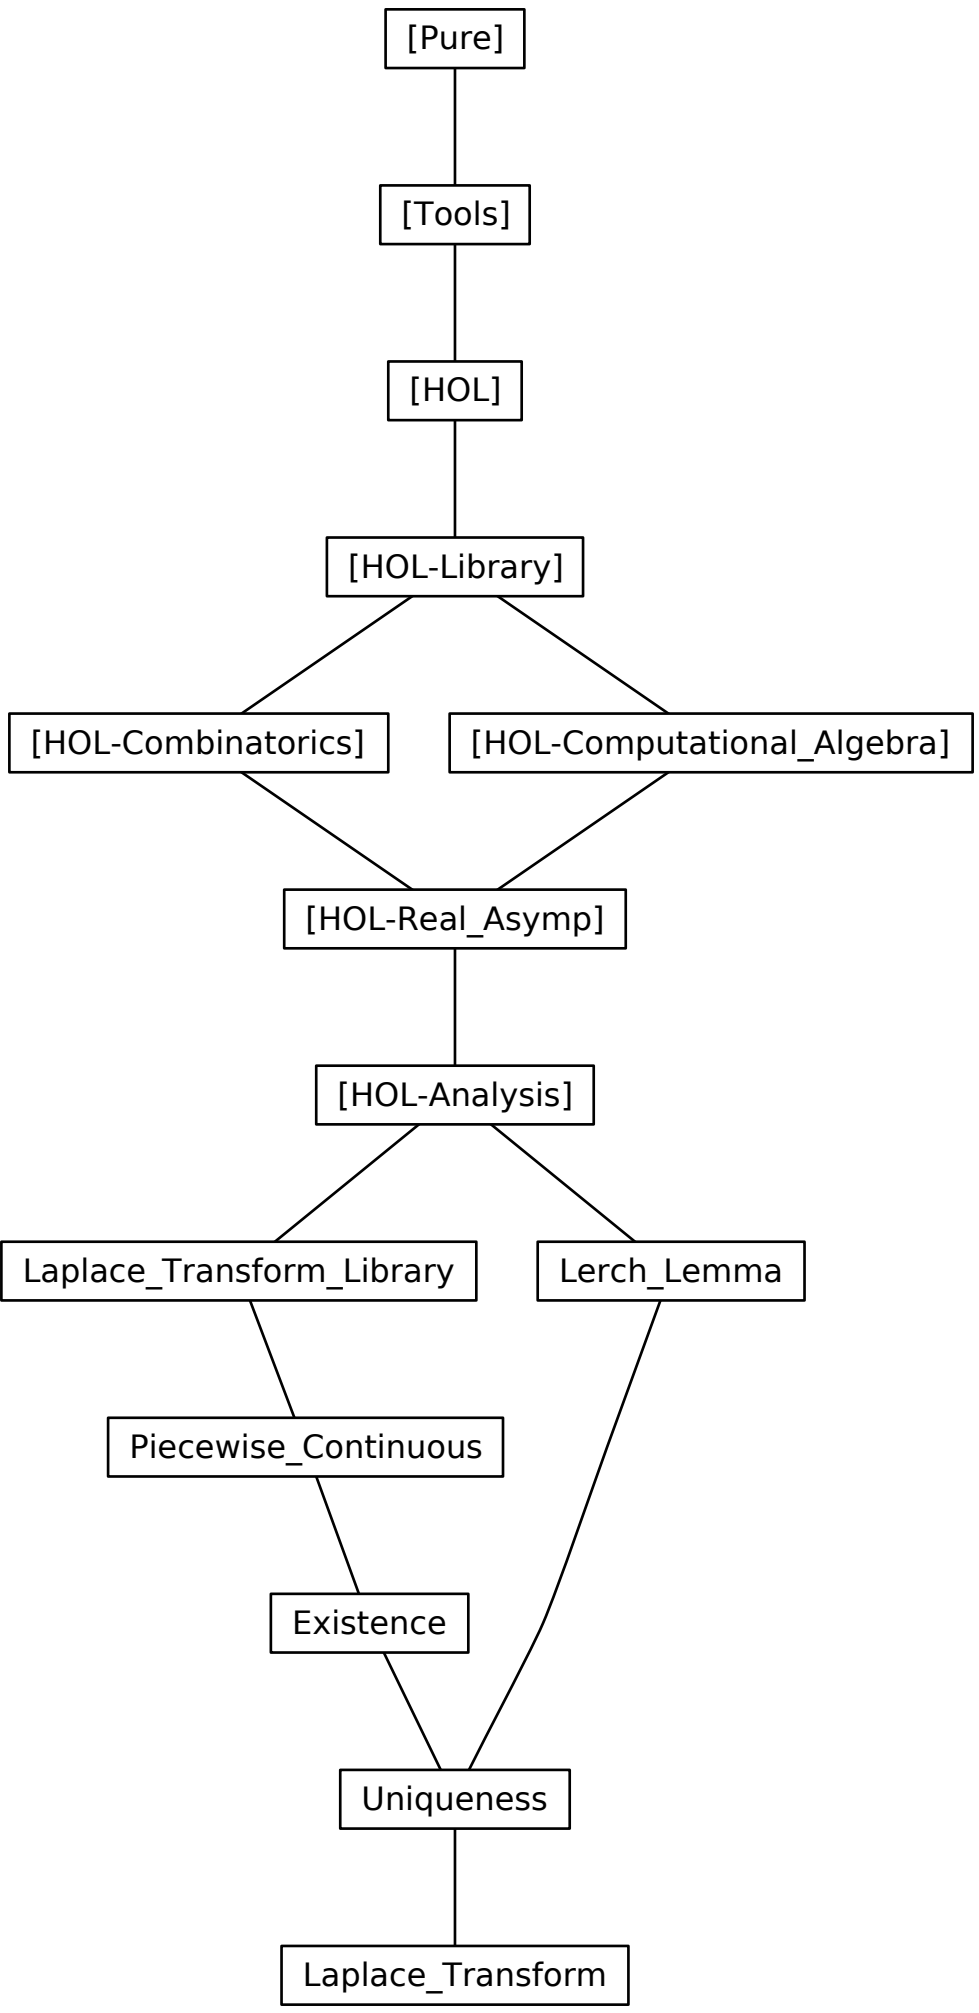 [Pure]
[Tools]
[HOL]
[HOL-Library]
[HOL-Combinatorics]
[HOL-Computational_Algebra]
[HOL-Real_Asymp]
[HOL-Analysis]
Laplace_Transform_Library
Lerch_Lemma
Piecewise_Continuous
Existence
Uniqueness
Laplace_Transform